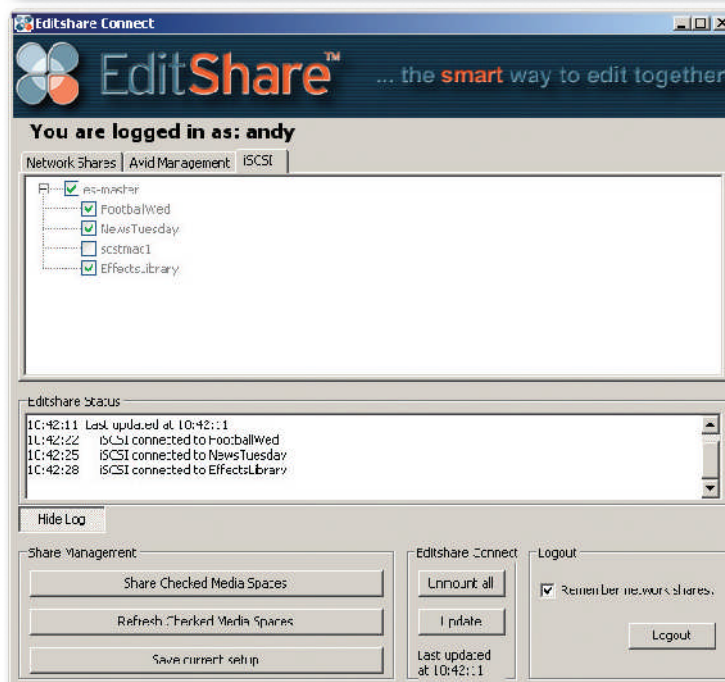 Editshare Connect
EditShare™ ... the smart way to edit together
You are logged in as: andy
Network Shares Avid Management iSCSI
es-master
FootballWed
NewsTuesday
scstmac1
EffectsLibrary
Editshare Status
10:42:11 Last updated at 10:42:11
10:42:22 iSCSI connected to FootballWed
10:42:25 iSCSI connected to NewsTuesday
10:42:28 iSCSI connected to EffectsLibrary
Hide Log
Share Management Editshare Connect Logout
Share Checked Media Spaces Unmount all Remember network shares.
Refresh Checked Media Spaces Update
Logout
Save current setup Last updated
at 10:42:11